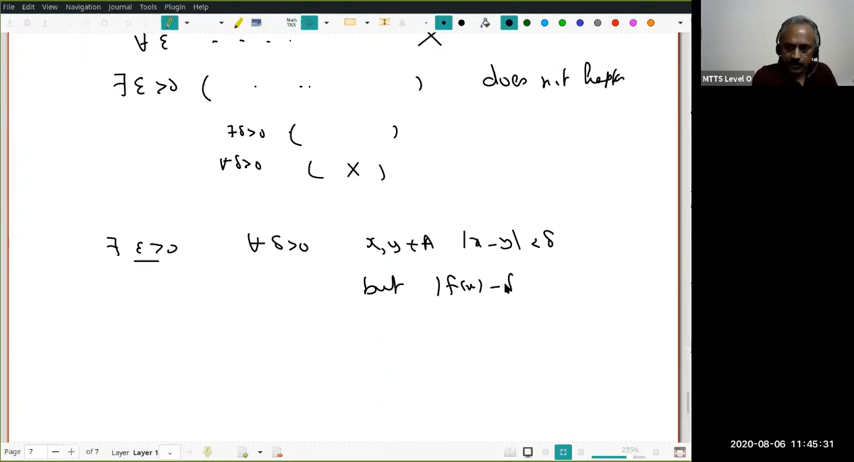 File Edit View Navigation Journal Tools Plugin Help
∀ ε . . . . X
∃ ε >0 ( . .. ) does not happen
∃δ>0 ( )
∀δ>0 ( X )
∃ ε>0 ∀ δ>0 x,y ∈ A |x-y| < δ
but |f(x) -
Page 7 of 7 Layer Layer 1 235%
MTTS Level O
2020-08-06 11:45:31